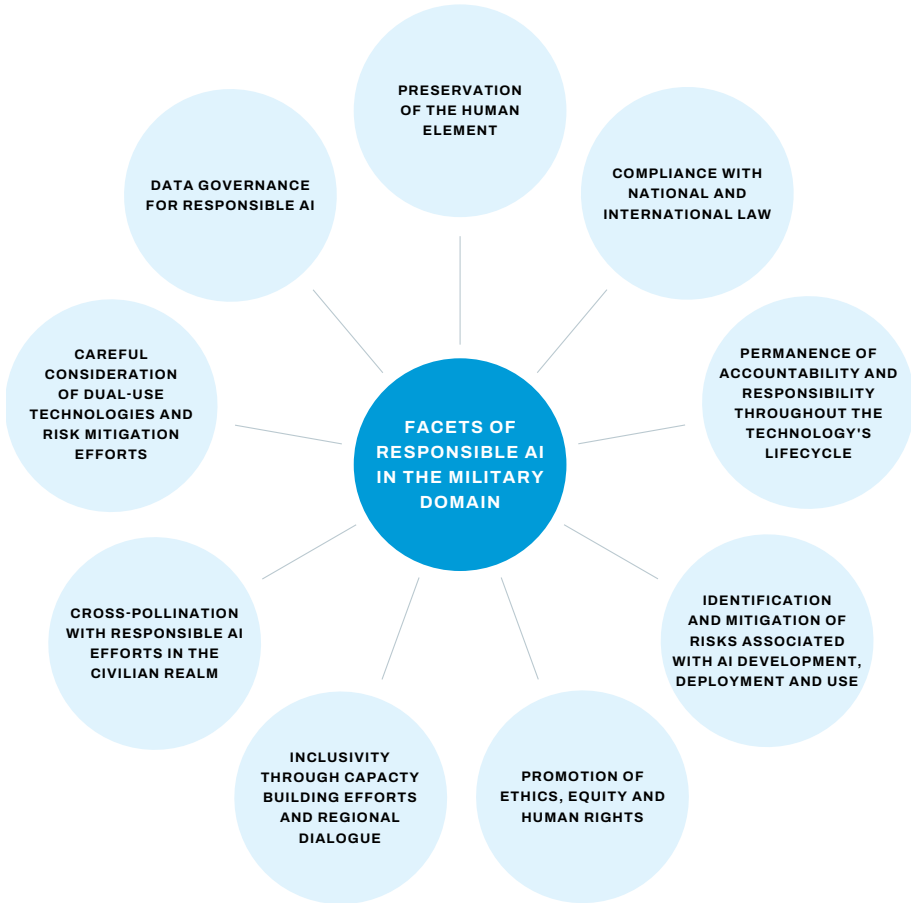 PRESERVATION
OF THE HUMAN
ELEMENT
COMPLIANCE WITH
NATIONAL AND
INTERNATIONAL LAW
PERMANENCE OF
ACCOUNTABILITY AND
RESPONSIBILITY
THROUGHOUT THE
TECHNOLOGY'S
LIFECYCLE
IDENTIFICATION
AND MITIGATION OF
RISKS ASSOCIATED
WITH AI DEVELOPMENT,
DEPLOYMENT AND USE
PROMOTION OF
ETHICS, EQUITY AND
HUMAN RIGHTS
INCLUSIVITY
THROUGH CAPACTY
BUILDING EFFORTS
AND REGIONAL
DIALOGUE
CROSS-POLLINATION
WITH RESPONSIBLE AI
EFFORTS IN THE
CIVILIAN REALM
CAREFUL
CONSIDERATION
OF DUAL-USE
TECHNOLOGIES AND
RISK MITIGATION
EFFORTS
DATA GOVERNANCE
FOR RESPONSIBLE AI
FACETS OF
RESPONSIBLE AI
IN THE MILITARY
DOMAIN